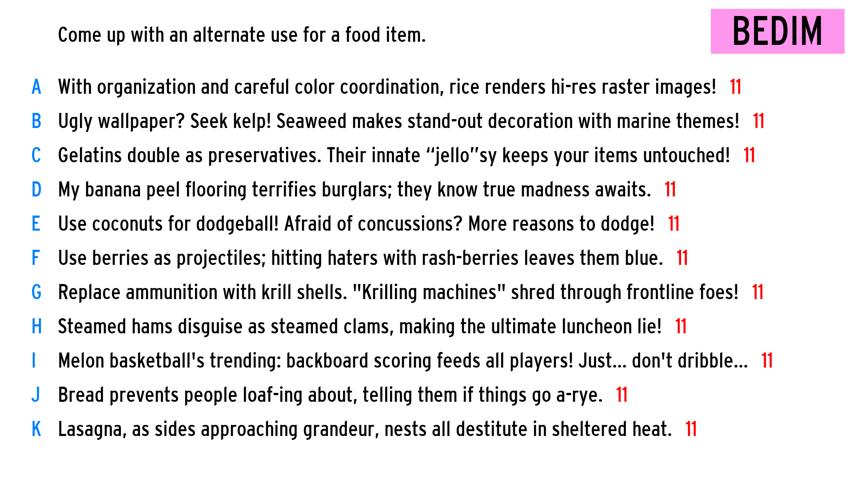 Come up with an alternate use for a food item.
BEDIM
A With organization and careful color coordination, rice renders hi-res raster images! 11
B Ugly wallpaper? Seek kelp! Seaweed makes stand-out decoration with marine themes! 11
C Gelatins double as preservatives. Their innate “jello”sy keeps your items untouched! 11
D My banana peel flooring terrifies burglars; they know true madness awaits. 11
E Use coconuts for dodgeball! Afraid of concussions? More reasons to dodge! 11
F Use berries as projectiles; hitting haters with rash-berries leaves them blue. 11
G Replace ammunition with krill shells. "Krilling machines" shred through frontline foes! 11
H Steamed hams disguise as steamed clams, making the ultimate luncheon lie! 11
I Melon basketball's trending: backboard scoring feeds all players! Just... don't dribble... 11
J Bread prevents people loaf-ing about, telling them if things go a-rye. 11
K Lasagna, as sides approaching grandeur, nests all destitute in sheltered heat. 11